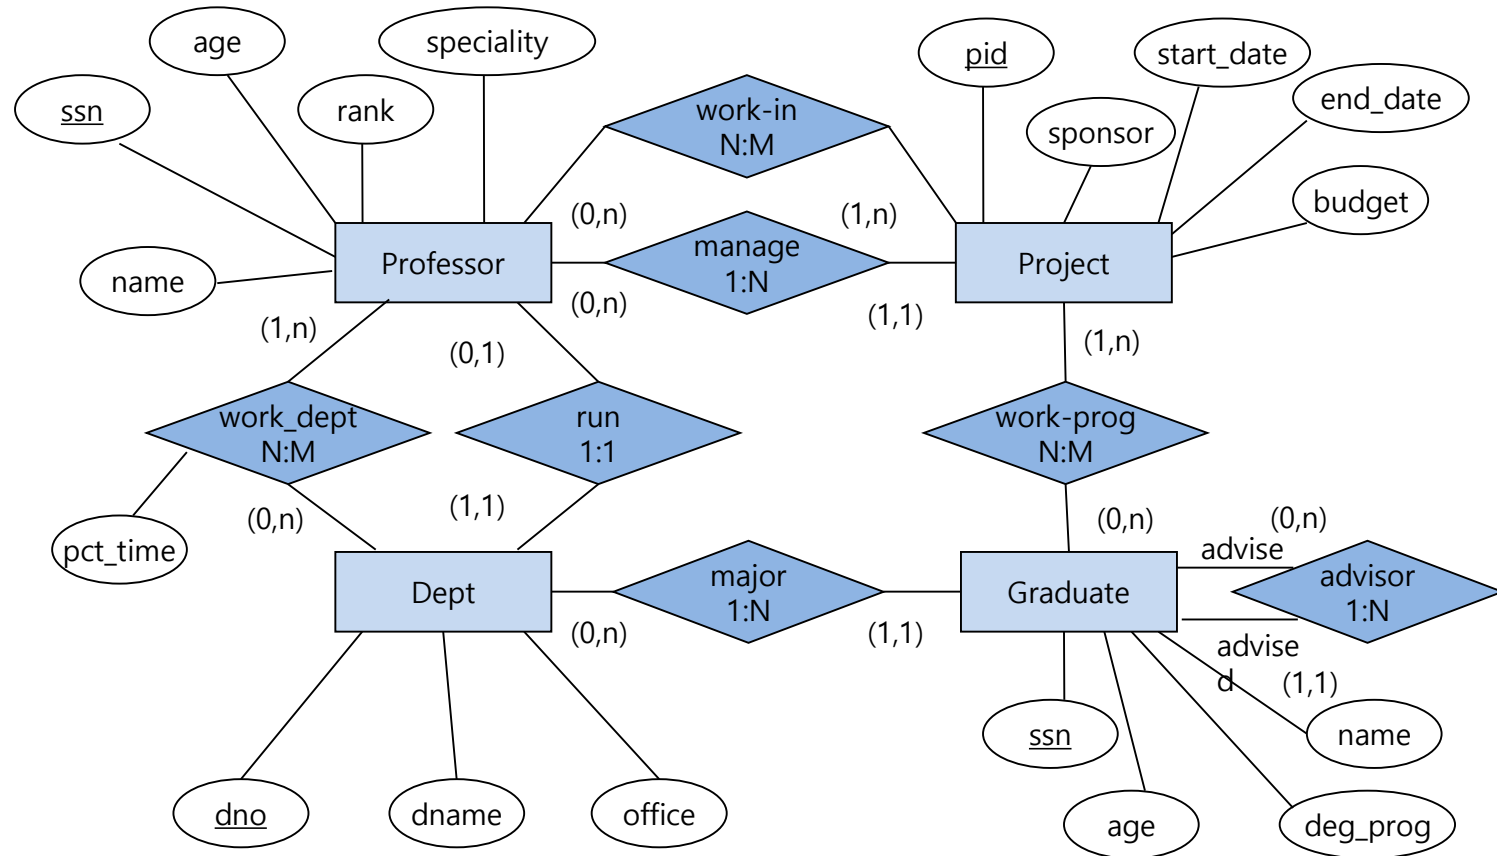 age
speciality
pid
start_date
ssn
rank
work-in
N:M
sponsor
end_date
budget
(0,n)
(1,n)
Professor
manage
1:N
Project
name
(0,n)
(1,1)
(1,n)
(0,1)
(1,n)
work_dept
N:M
run
1:1
work-prog
N:M
(0,n)
(1,1)
(0,n)
(0,n)
pct_time
advise
Dept
major
1:N
Graduate
advisor
1:N
(0,n)
(1,1)
advise
d
(1,1)
ssn
name
dno
dname
office
age
deg_prog